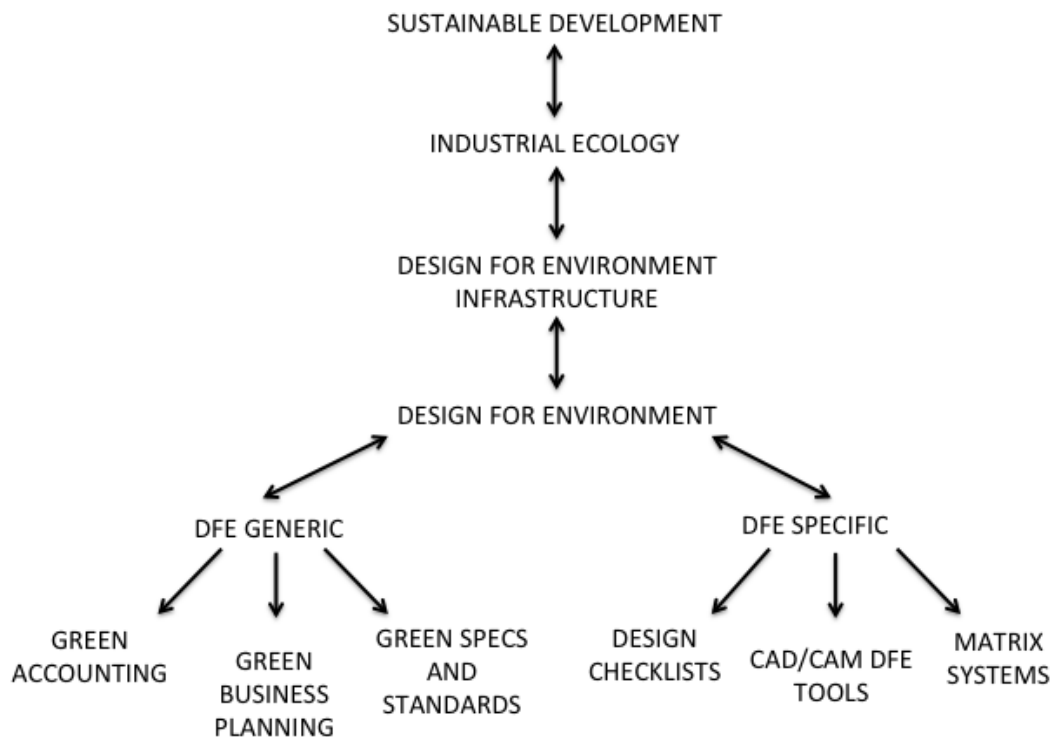 SUSTAINABLE DEVELOPMENT
INDUSTRIAL ECOLOGY
DESIGN FOR ENVIRONMENT
INFRASTRUCTURE
DESIGN FOR ENVIRONMENT
DFE GENERIC
DFE SPECIFIC
GREEN
ACCOUNTING
GREEN
BUSINESS
PLANNING
GREEN SPECS
AND
STANDARDS
DESIGN
CHECKLISTS
CAD/CAM DFE
TOOLS
MATRIX
SYSTEMS